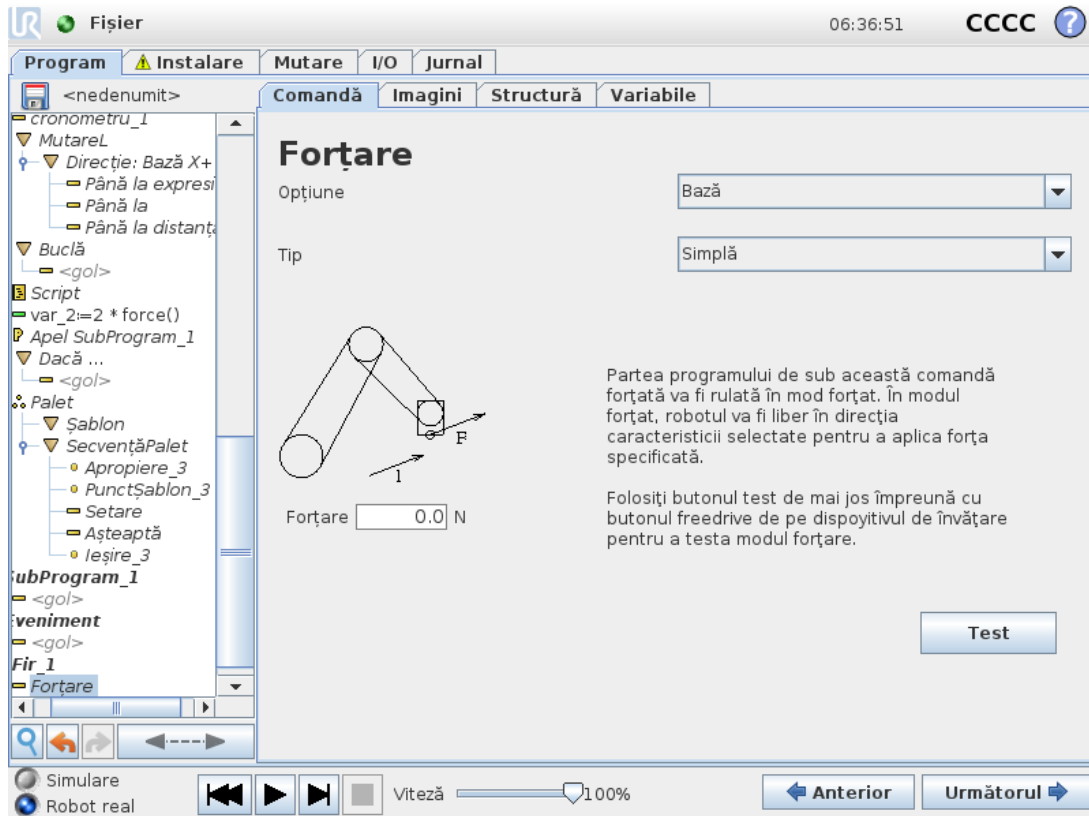 Fișier 06:36:51 CCCC ?
Program Instalare Mutare I/O Jurnal
<nedenumit> Comandă Imagini Structură Variabile
cronometru_1
MutareL
Direcție: Bază X+
Până la expresi
Până la
Până la distanț
Buclă
<gol>
Script
var_2:=2 * force()
Apel SubProgram_1
Dacă ...
<gol>
Palet
Șablon
SecvențăPalet
Apropiere_3
PunctȘablon_3
Setare
Așteaptă
Ieșire_3
SubProgram_1
<gol>
Eveniment
<gol>
Fir_1
Forțare
Forțare
Opțiune Bază
Tip Simplă
F
1
Forțare 0.0 N
Partea programului de sub această comandă
forțată va fi rulată în mod forțat. În modul
forțat, robotul va fi liber în direcția
caracteristicii selectate pentru a aplica forța
specificată.
Folosiți butonul test de mai jos împreună cu
butonul freedrive de pe dispoyitivul de învățare
pentru a testa modul forțare.
Test
Simulare
Robot real
Viteză 100%
Anterior Următorul